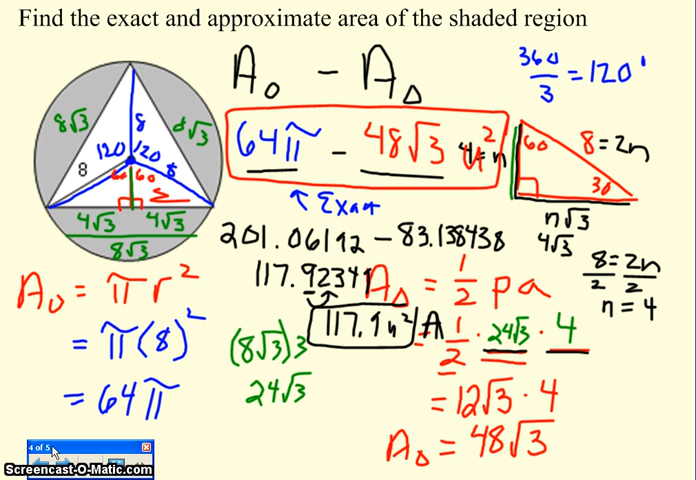 Find the exact and approximate area of the shaded region
A○ − A△
360/3 = 120°
8√3
8
8√3
120 120
8
8
60 60
4√3 4√3
8√3
64π − 48√3 u²
↑ Exact
4 = n
60
8 = 2n
30
n√3
4√3
8 = 2n
2 2
n = 4
201.06192 − 83.138438
117.92349
117.9 u²
A○ = πr²
= π(8)²
= 64π
(8√3)3
24√3
A△ = 1/2 pa
A = 1/2 · 24√3 · 4
= 12√3 · 4
A△ = 48√3
4 of 5
Screencast-O-Matic.com